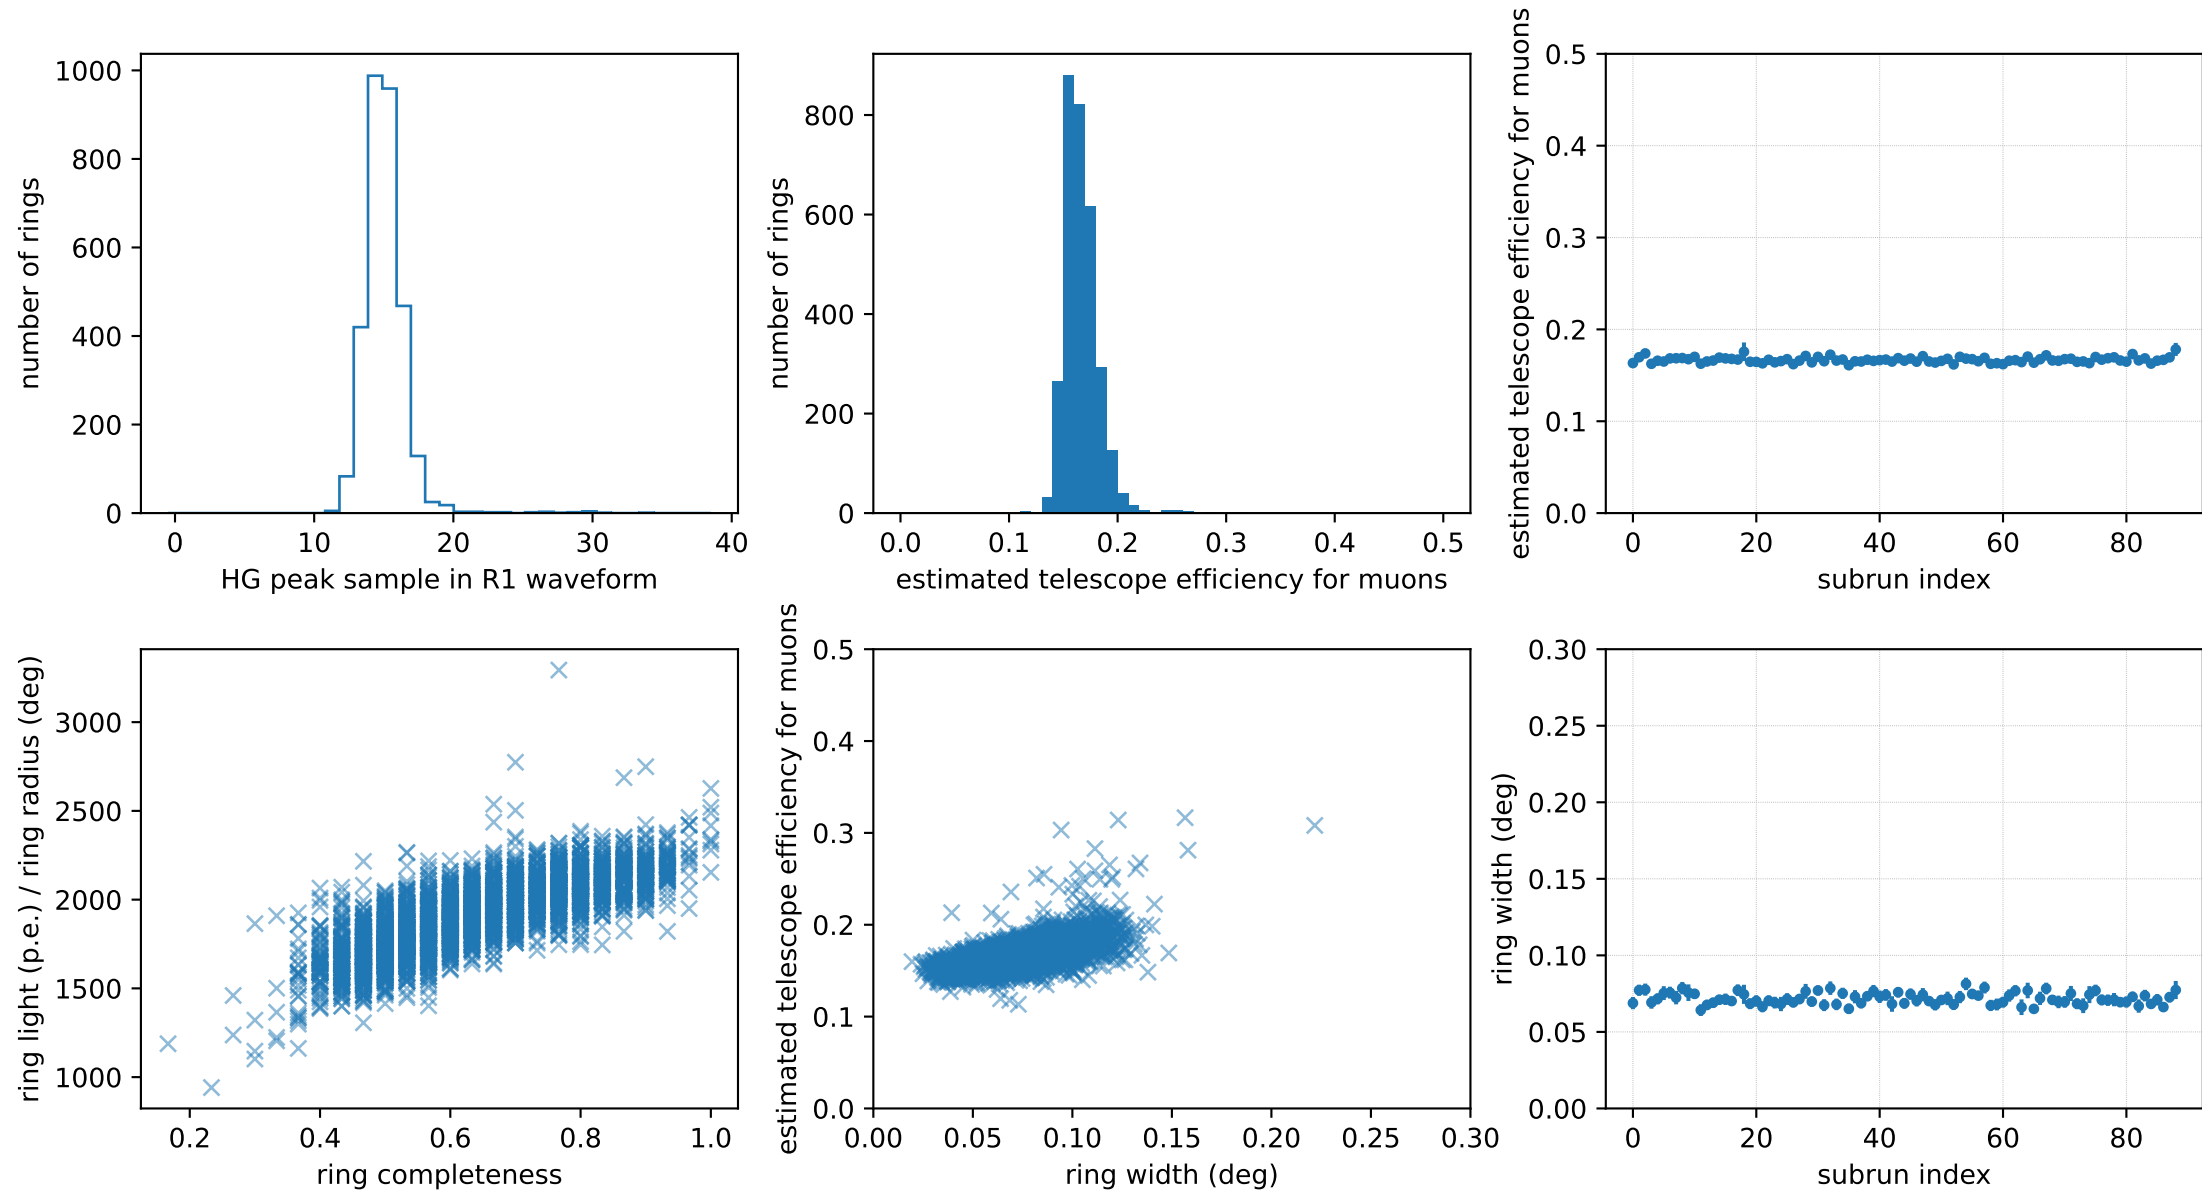 number of rings
1000
800
600
400
200
0
0 10 20 30 40
HG peak sample in R1 waveform
number of rings
800
600
400
200
0
0.0 0.1 0.2 0.3 0.4 0.5
estimated telescope efficiency for muons
estimated telescope efficiency for muons
0.5
0.4
0.3
0.2
0.1
0.0
0 20 40 60 80
subrun index
ring light (p.e.) / ring radius (deg)
3000
2500
2000
1500
1000
0.2 0.4 0.6 0.8 1.0
ring completeness
estimated telescope efficiency for muons
0.5
0.4
0.3
0.2
0.1
0.0
0.00 0.05 0.10 0.15 0.20 0.25 0.30
ring width (deg)
ring width (deg)
0.30
0.25
0.20
0.15
0.10
0.05
0.00
0 20 40 60 80
subrun index